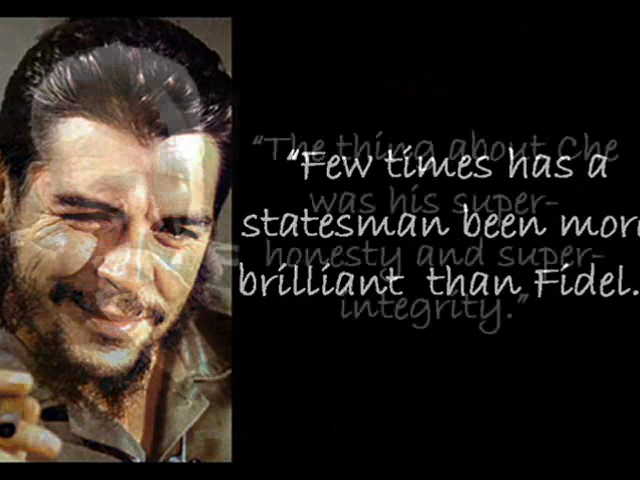 “Few times has a
statesman been mor
brilliant than Fidel.
“The thing about Che
was his super-
honesty and super-
integrity.”